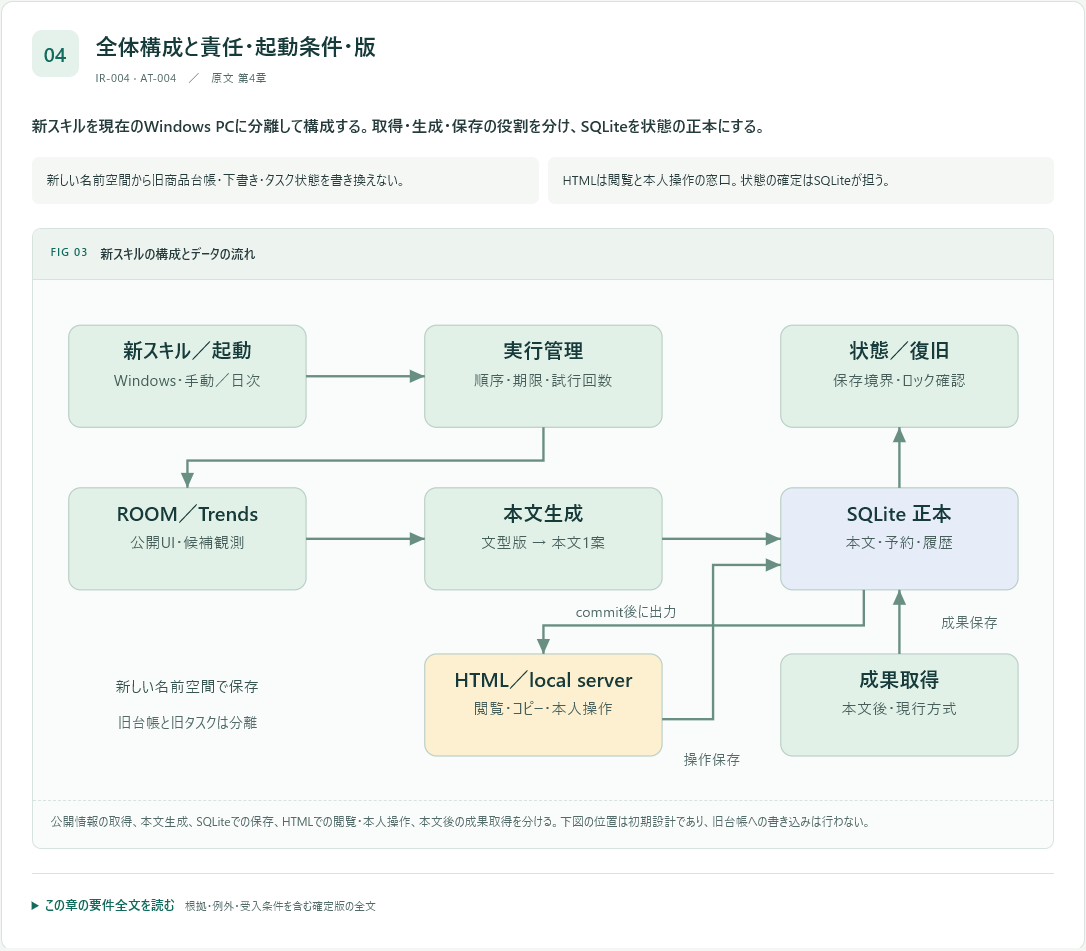 04
全体構成と責任・起動条件・版
IR-004 · AT-004 ／ 原文 第4章
新スキルを現在のWindows PCに分離して構成する。取得・生成・保存の役割を分け、SQLiteを状態の正本にする。
新しい名前空間から旧商品台帳・下書き・タスク状態を書き換えない。
HTMLは閲覧と本人操作の窓口。状態の確定はSQLiteが担う。
FIG 03 新スキルの構成とデータの流れ
新スキル／起動
Windows・手動／日次
実行管理
順序・期限・試行回数
状態／復旧
保存境界・ロック確認
ROOM／Trends
公開UI・候補観測
本文生成
文型版 → 本文1案
SQLite 正本
本文・予約・履歴
commit後に出力
成果保存
HTML／local server
閲覧・コピー・本人操作
成果取得
本文後・現行方式
新しい名前空間で保存
旧台帳と旧タスクは分離
操作保存
公開情報の取得、本文生成、SQLiteでの保存、HTMLでの閲覧・本人操作、本文後の成果取得を分ける。下図の位置は初期設計であり、旧台帳への書き込みは行わない。
▶ この章の要件全文を読む 根拠・例外・受入条件を含む確定版の全文